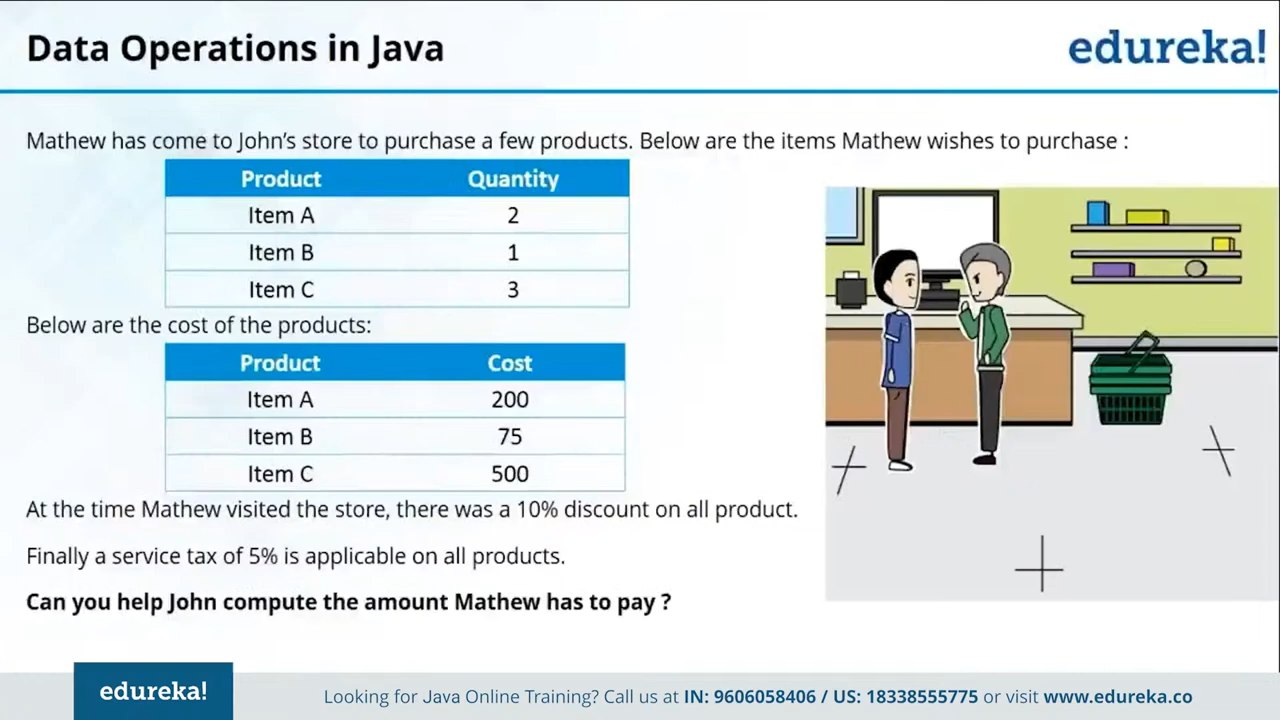 Data Operations in Java
edureka!
Mathew has come to John's store to purchase a few products. Below are the items Mathew wishes to purchase :
Product Quantity
Item A 2
Item B 1
Item C 3
Below are the cost of the products:
Product Cost
Item A 200
Item B 75
Item C 500
At the time Mathew visited the store, there was a 10% discount on all product.
Finally a service tax of 5% is applicable on all products.
Can you help John compute the amount Mathew has to pay ?
edureka!
Looking for Java Online Training? Call us at IN: 9606058406 / US: 18338555775 or visit www.edureka.co